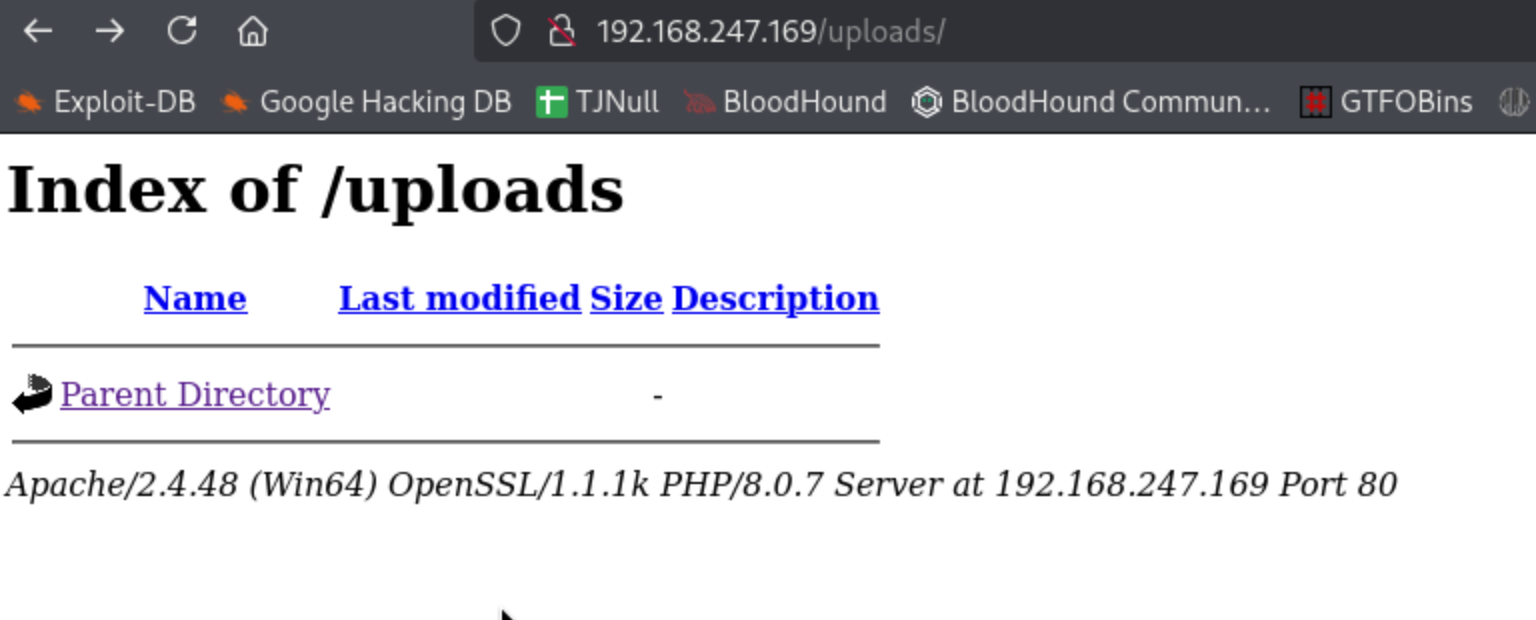 192.168.247.169/uploads/
Exploit-DB Google Hacking DB TJNull BloodHound BloodHound Commun… GTFOBins
Index of /uploads
Name Last modified Size Description
Parent Directory -
Apache/2.4.48 (Win64) OpenSSL/1.1.1k PHP/8.0.7 Server at 192.168.247.169 Port 80